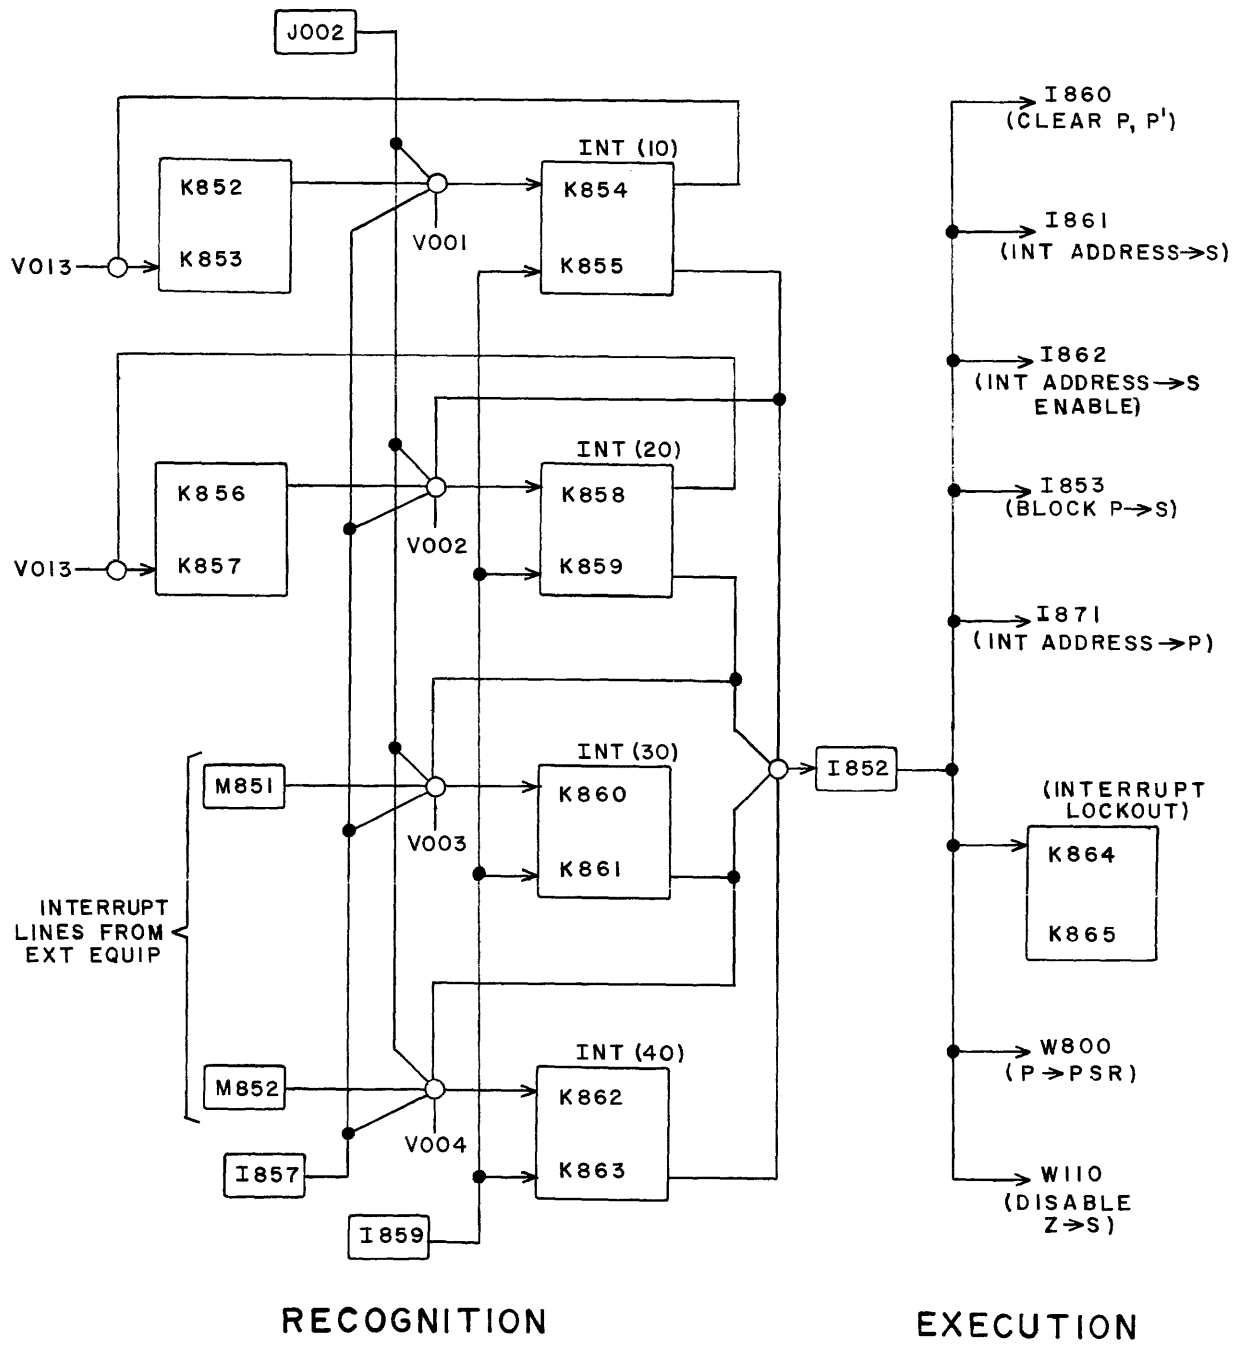 J002
INT (10)
K852
K853
V013
V001
K854
K855
INT (20)
K856
K857
V013
V002
K858
K859
INT (30)
M851
V003
K860
K861
INTERRUPT
LINES FROM
EXT EQUIP
INT (40)
M852
V004
K862
K863
I857
I859
I852
I860
(CLEAR P, P')
I861
(INT ADDRESS→S)
I862
(INT ADDRESS→S
ENABLE)
I853
(BLOCK P→S)
I871
(INT ADDRESS→P)
(INTERRUPT
LOCKOUT)
K864
K865
W800
(P→PSR)
W110
(DISABLE
Z→S)
RECOGNITION
EXECUTION